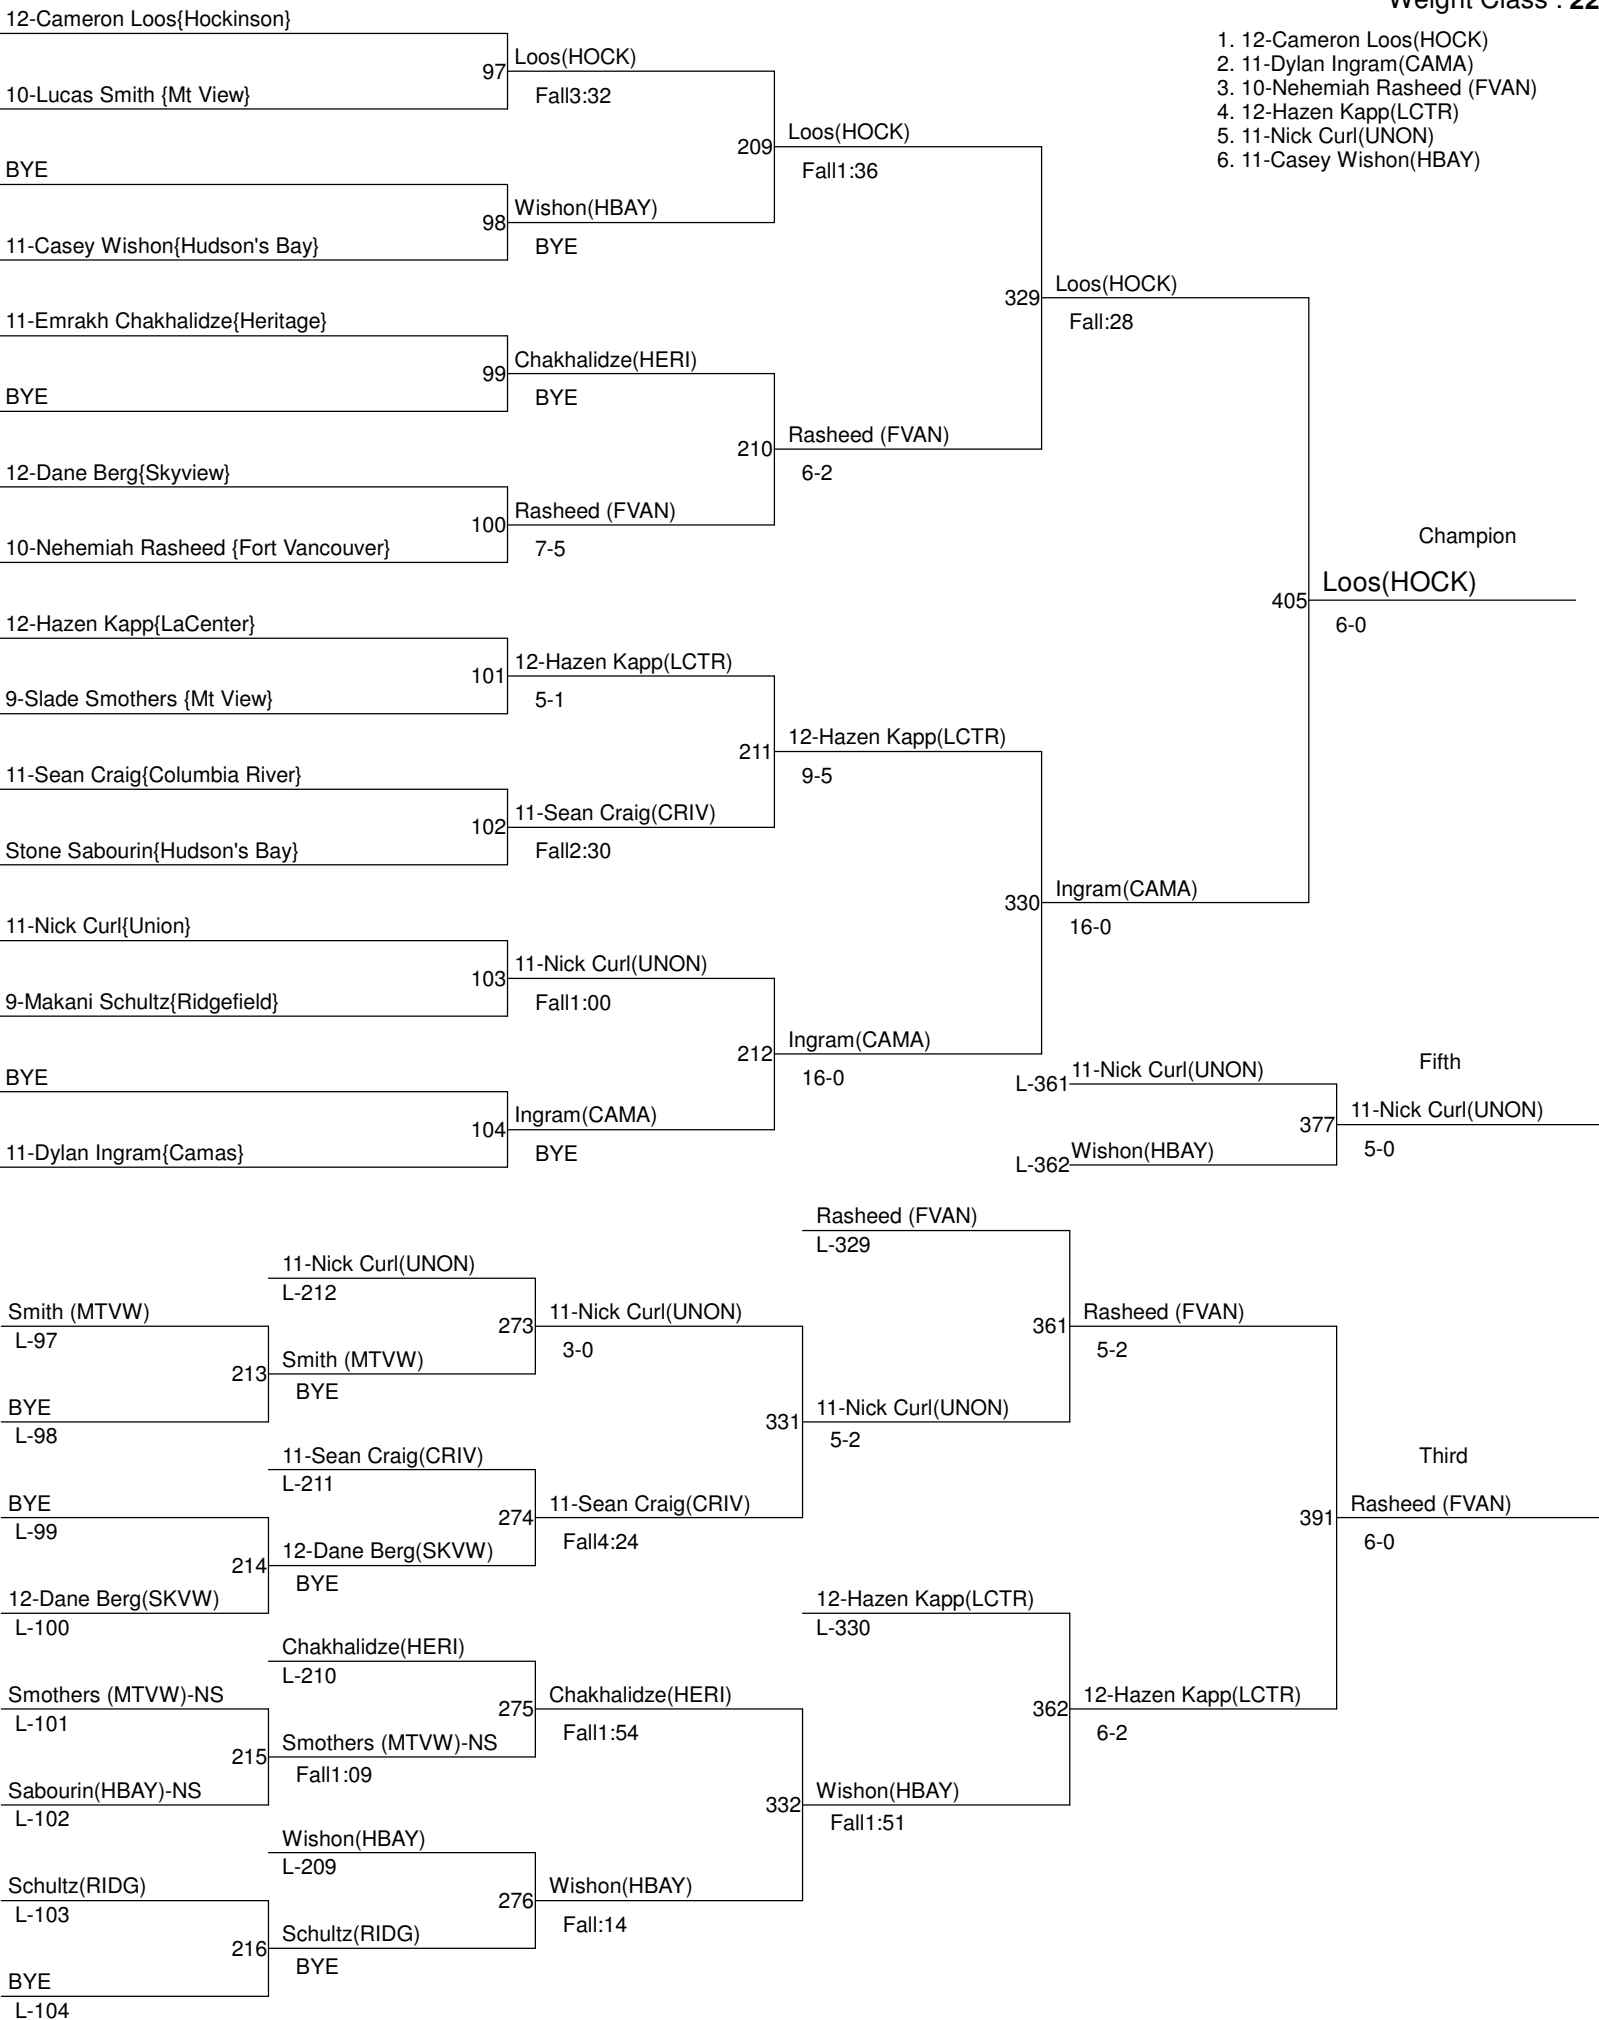 Weight Class : 22
1. 12-Cameron Loos(HOCK)
2. 11-Dylan Ingram(CAMA)
3. 10-Nehemiah Rasheed (FVAN)
4. 12-Hazen Kapp(LCTR)
5. 11-Nick Curl(UNON)
6. 11-Casey Wishon(HBAY)
12-Cameron Loos{Hockinson}
97
Loos(HOCK)
Fall3:32
10-Lucas Smith {Mt View}
209
Loos(HOCK)
Fall1:36
BYE
98
Wishon(HBAY)
BYE
11-Casey Wishon{Hudson's Bay}
329
Loos(HOCK)
Fall:28
11-Emrakh Chakhalidze{Heritage}
99
Chakhalidze(HERI)
BYE
BYE
210
Rasheed (FVAN)
6-2
12-Dane Berg{Skyview}
100
Rasheed (FVAN)
7-5
10-Nehemiah Rasheed {Fort Vancouver}
Champion
405
Loos(HOCK)
6-0
12-Hazen Kapp{LaCenter}
101
12-Hazen Kapp(LCTR)
5-1
9-Slade Smothers {Mt View}
211
12-Hazen Kapp(LCTR)
9-5
11-Sean Craig{Columbia River}
102
11-Sean Craig(CRIV)
Fall2:30
Stone Sabourin{Hudson's Bay}
330
Ingram(CAMA)
16-0
11-Nick Curl{Union}
103
11-Nick Curl(UNON)
Fall1:00
9-Makani Schultz{Ridgefield}
212
Ingram(CAMA)
16-0
BYE
104
Ingram(CAMA)
BYE
11-Dylan Ingram{Camas}
Fifth
L-361
11-Nick Curl(UNON)
377
11-Nick Curl(UNON)
5-0
L-362
Wishon(HBAY)
Rasheed (FVAN)
L-329
11-Nick Curl(UNON)
L-212
Smith (MTVW)
L-97
273
11-Nick Curl(UNON)
3-0
361
Rasheed (FVAN)
5-2
213
Smith (MTVW)
BYE
BYE
L-98
331
11-Nick Curl(UNON)
5-2
11-Sean Craig(CRIV)
L-211
Third
BYE
L-99
274
11-Sean Craig(CRIV)
Fall4:24
391
Rasheed (FVAN)
6-0
214
12-Dane Berg(SKVW)
BYE
12-Dane Berg(SKVW)
L-100
12-Hazen Kapp(LCTR)
L-330
Chakhalidze(HERI)
L-210
Smothers (MTVW)-NS
L-101
275
Chakhalidze(HERI)
Fall1:54
362
12-Hazen Kapp(LCTR)
6-2
215
Smothers (MTVW)-NS
Fall1:09
Sabourin(HBAY)-NS
L-102
332
Wishon(HBAY)
Fall1:51
Wishon(HBAY)
L-209
Schultz(RIDG)
L-103
276
Wishon(HBAY)
Fall:14
216
Schultz(RIDG)
BYE
BYE
L-104